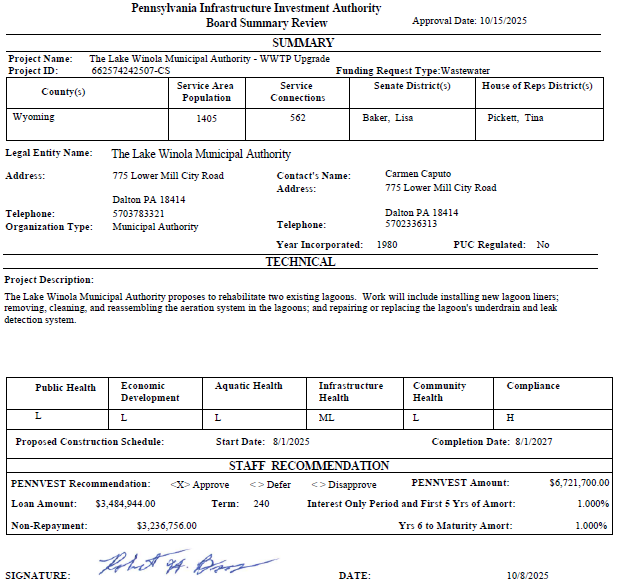 Pennsylvania Infrastructure Investment Authority
Board Summary Review
Approval Date: 10/15/2025
SUMMARY
Project Name: The Lake Winola Municipal Authority - WWTP Upgrade
Project ID: 662574242507-CS Funding Request Type:Wastewater
County(s) Service Area Population Service Connections Senate District(s) House of Reps District(s)
Wyoming 1405 562 Baker, Lisa Pickett, Tina
Legal Entity Name: The Lake Winola Municipal Authority
Address: 775 Lower Mill City Road Contact's Name: Carmen Caputo
Address: 775 Lower Mill City Road
Dalton PA 18414 Dalton PA 18414
Telephone: 5703783321 Telephone: 5702336313
Organization Type: Municipal Authority
Year Incorporated: 1980 PUC Regulated: No
TECHNICAL
Project Description:
The Lake Winola Municipal Authority proposes to rehabilitate two existing lagoons. Work will include installing new lagoon liners;
removing, cleaning, and reassembling the aeration system in the lagoons; and repairing or replacing the lagoon's underdrain and leak
detection system.
Public Health Economic Development Aquatic Health Infrastructure Health Community Health Compliance
L L L ML L H
Proposed Construction Schedule: Start Date: 8/1/2025 Completion Date: 8/1/2027
STAFF RECOMMENDATION
PENNVEST Recommendation: <X> Approve <> Defer <> Disapprove PENNVEST Amount: $6,721,700.00
Loan Amount: $3,484,944.00 Term: 240 Interest Only Period and First 5 Yrs of Amort: 1.000%
Non-Repayment: $3,236,756.00 Yrs 6 to Maturity Amort: 1.000%
SIGNATURE: Robert H. DATE: 10/8/2025